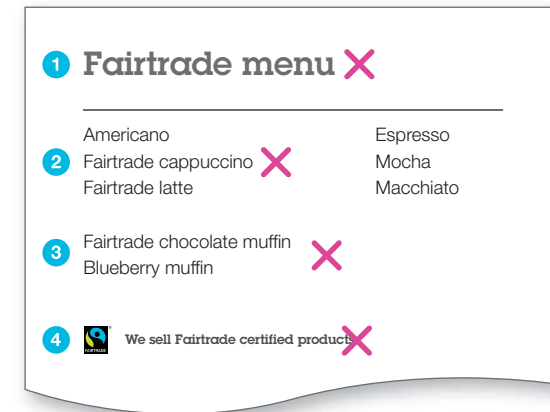 1 Fairtrade menu
Americano
2 Fairtrade cappuccino
Fairtrade latte
Espresso
Mocha
Macchiato
3 Fairtrade chocolate muffin
Blueberry muffin
4 FAIRTRADE ® We sell Fairtrade certified products